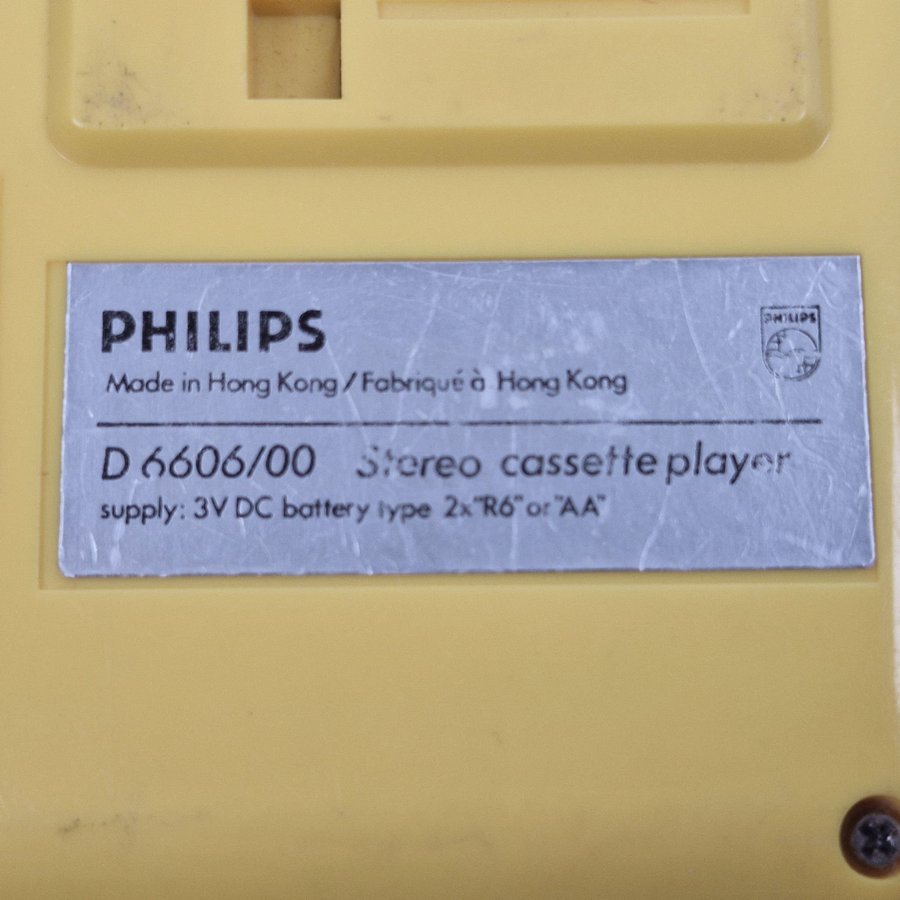 PHILIPS
PHILIPS
Made in Hong Kong / Fabriqué à Hong Kong
D 6606/00 Stereo cassette player
supply: 3V DC battery type 2x "R6" or "AA"